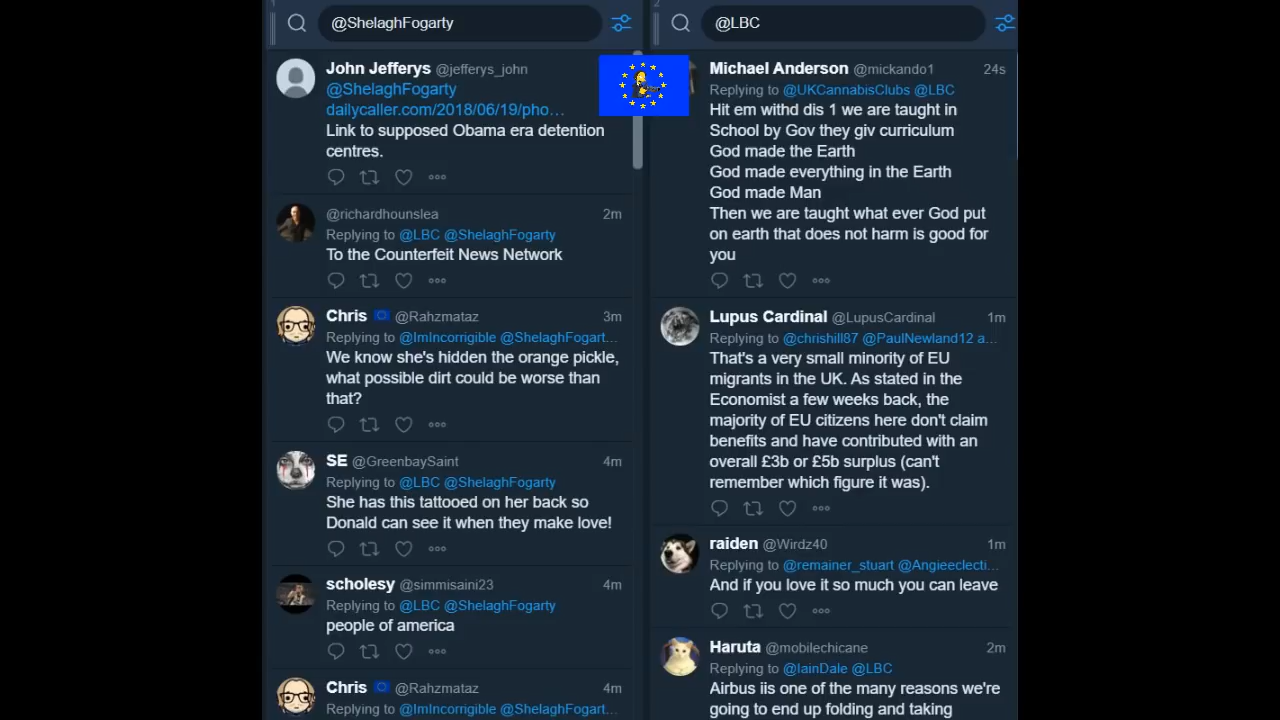 1
@ShelaghFogarty
John Jefferys @jefferys_john
@ShelaghFogarty
dailycaller.com/2018/06/19/pho…
Link to supposed Obama era detention
centres.
@richardhounslea 2m
Replying to @LBC @ShelaghFogarty
To the Counterfeit News Network
Chris @Rahzmataz 3m
Replying to @ImIncorrigible @ShelaghFogart…
We know she's hidden the orange pickle,
what possible dirt could be worse than
that?
SE @GreenbaySaint 4m
Replying to @LBC @ShelaghFogarty
She has this tattooed on her back so
Donald can see it when they make love!
scholesy @simmisaini23 4m
Replying to @LBC @ShelaghFogarty
people of america
Chris @Rahzmataz 4m
Replying to @ImIncorrigible @ShelaghFogart…
2
@LBC
Michael Anderson @mickando1 24s
Replying to @UKCannabisClubs @LBC
Hit em withd dis 1 we are taught in
School by Gov they giv curriculum
God made the Earth
God made everything in the Earth
God made Man
Then we are taught what ever God put
on earth that does not harm is good for
you
Lupus Cardinal @LupusCardinal 1m
Replying to @chrishill87 @PaulNewland12 a…
That's a very small minority of EU
migrants in the UK. As stated in the
Economist a few weeks back, the
majority of EU citizens here don't claim
benefits and have contributed with an
overall £3b or £5b surplus (can't
remember which figure it was).
raiden @Wirdz40 1m
Replying to @remainer_stuart @Angieeclecti…
And if you love it so much you can leave
Haruta @mobilechicane 2m
Replying to @IainDale @LBC
Airbus iis one of the many reasons we're
going to end up folding and taking